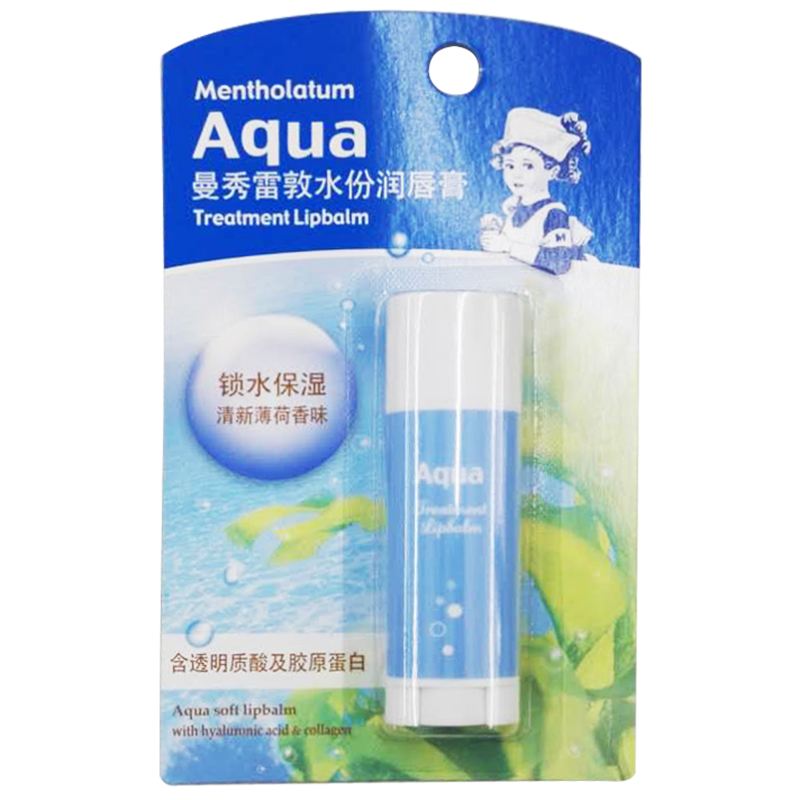 Mentholatum
Aqua
曼秀雷敦水份润唇膏
Treatment Lipbalm
锁水保湿
清新薄荷香味
Aqua
Treatment
Lipbalm
含透明质酸及胶原蛋白
Aqua soft lipbalm
with hyaluronic acid & collagen